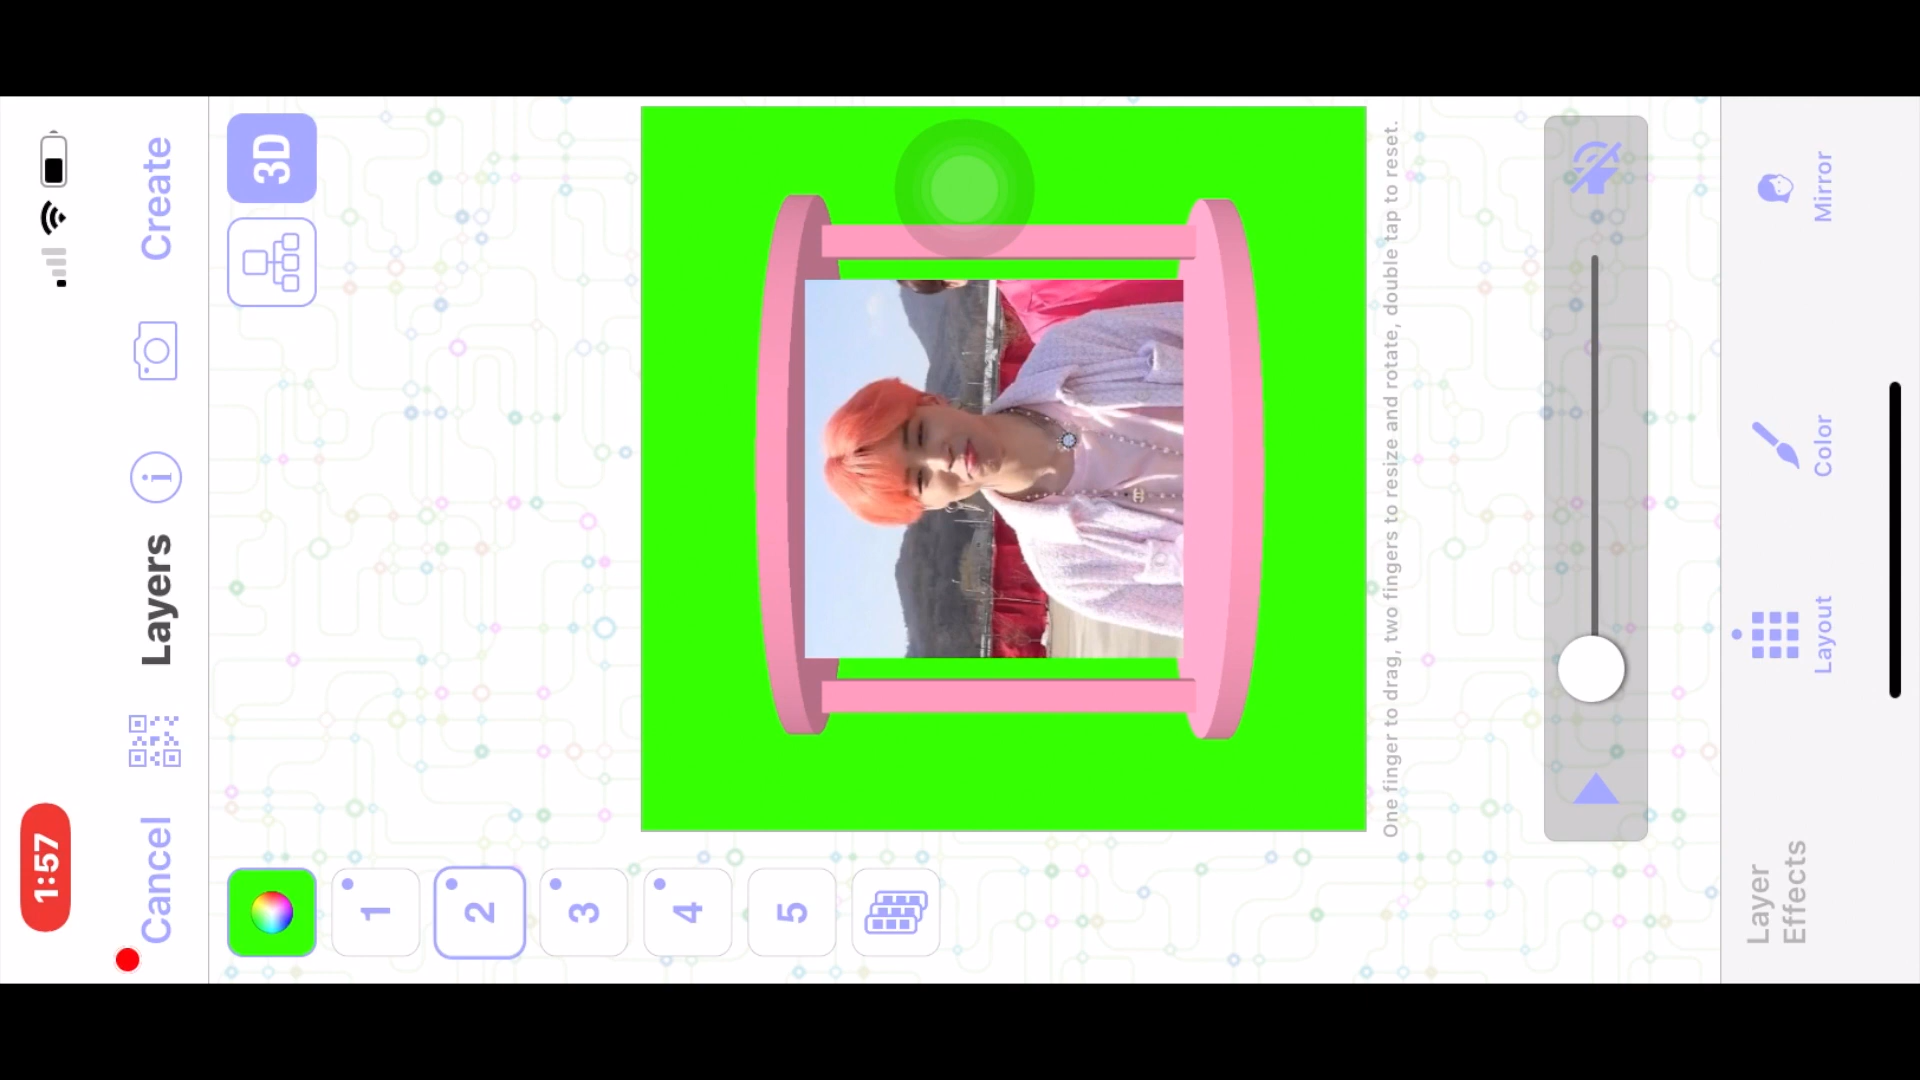 1:57
Cancel
Layers
Create
3D
1
2
3
4
5
One finger to drag, two fingers to resize and rotate, double tap to reset.
Layer
Effects
Layout
Color
Mirror